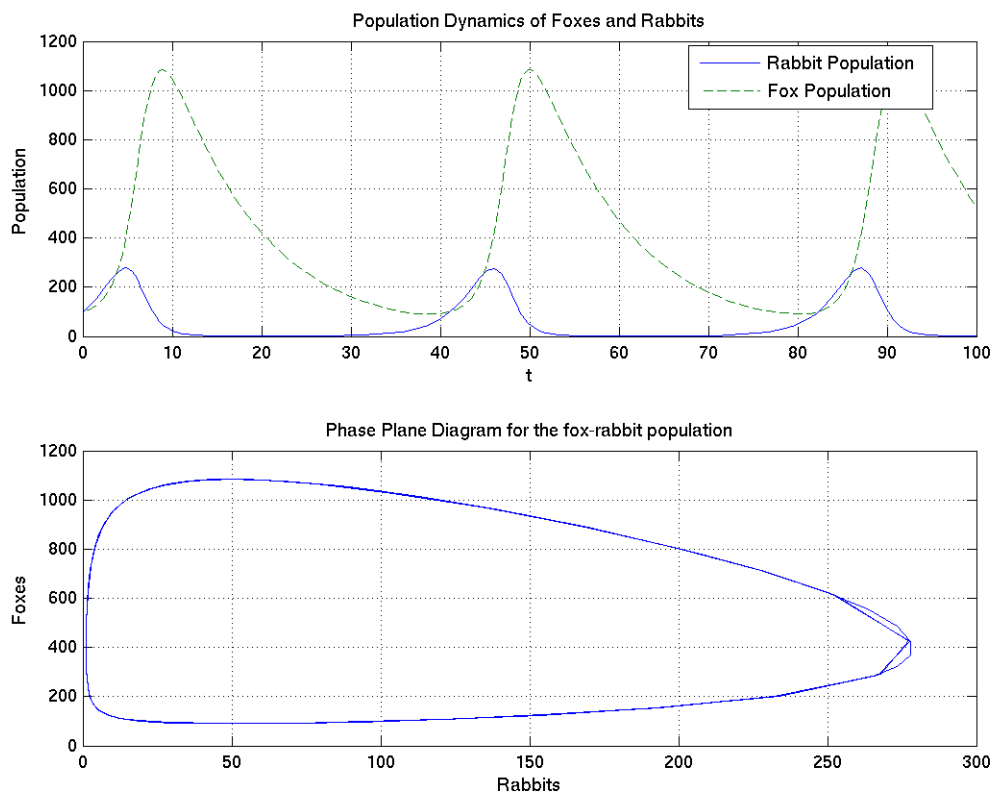 Population Dynamics of Foxes and Rabbits
1200
1000
800
600
400
200
0
Population
Rabbit Population
Fox Population
0 10 20 30 40 50 60 70 80 90 100
t
Phase Plane Diagram for the fox-rabbit population
1200
1000
800
600
400
200
0
Foxes
0 50 100 150 200 250 300
Rabbits